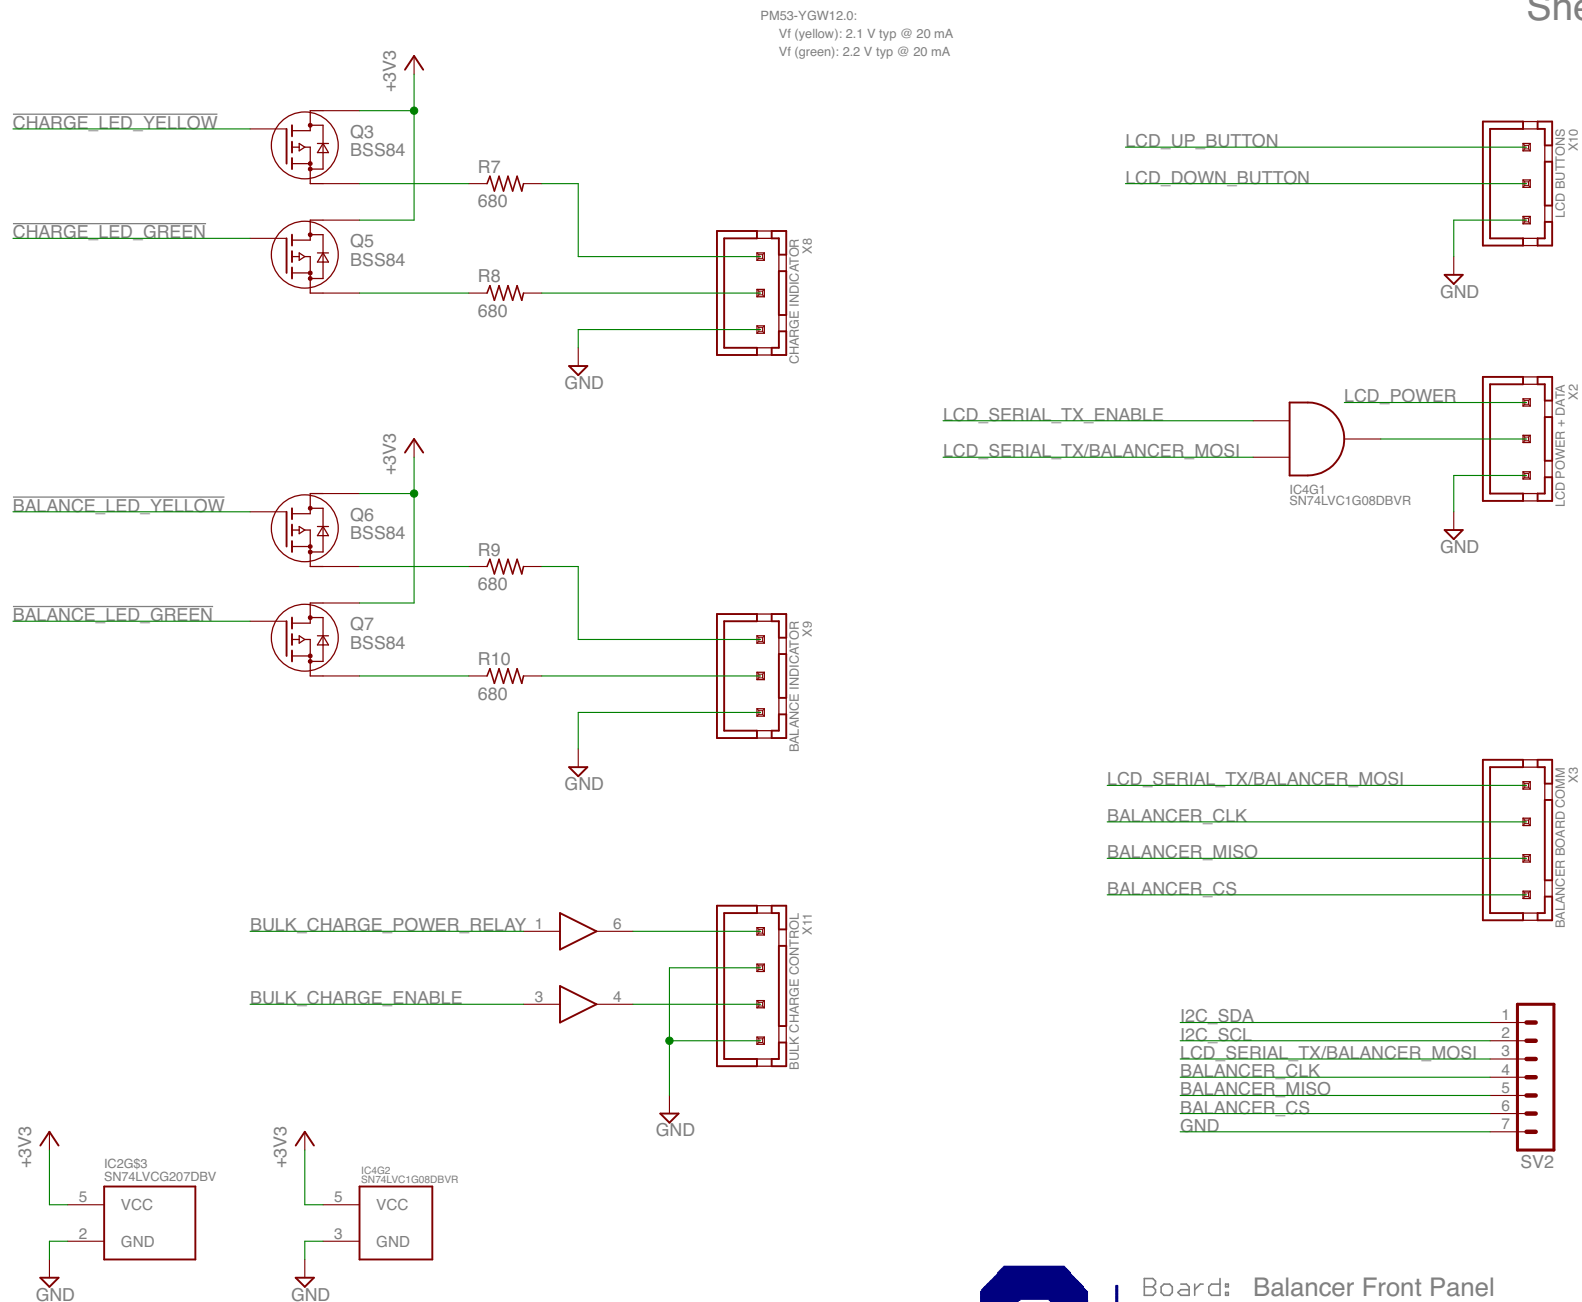 She
PM53-YGW12.0:
Vf (yellow): 2.1 V typ @ 20 mA
Vf (green): 2.2 V typ @ 20 mA
+3V3
CHARGE_LED_YELLOW
Q3
BSS84
R7
680
CHARGE_LED_GREEN
Q5
BSS84
R8
680
CHARGE INDICATOR
X8
GND
LCD_UP_BUTTON
LCD_DOWN_BUTTON
LCD BUTTONS
X10
GND
LCD_POWER
LCD_SERIAL_TX_ENABLE
LCD_SERIAL_TX/BALANCER_MOSI
IC4G1
SN74LVC1G08DBVR
LCD POWER + DATA
X2
GND
+3V3
BALANCE_LED_YELLOW
Q6
BSS84
R9
680
BALANCE_LED_GREEN
Q7
BSS84
R10
680
BALANCE INDICATOR
X9
GND
LCD_SERIAL_TX/BALANCER_MOSI
BALANCER_CLK
BALANCER_MISO
BALANCER_CS
BALANCER BOARD COMM
X3
BULK_CHARGE_POWER_RELAY 1 6
BULK_CHARGE_ENABLE 3 4
BULK CHARGE CONTROL
X11
GND
I2C_SDA 1
I2C_SCL 2
LCD_SERIAL_TX/BALANCER_MOSI 3
BALANCER_CLK 4
BALANCER_MISO 5
BALANCER_CS 6
GND 7
SV2
+3V3
IC2G$3
SN74LVCG207DBV
5 VCC
2 GND
GND
+3V3
IC4G2
SN74LVC1G08DBVR
5 VCC
3 GND
GND
Board: Balancer Front Panel